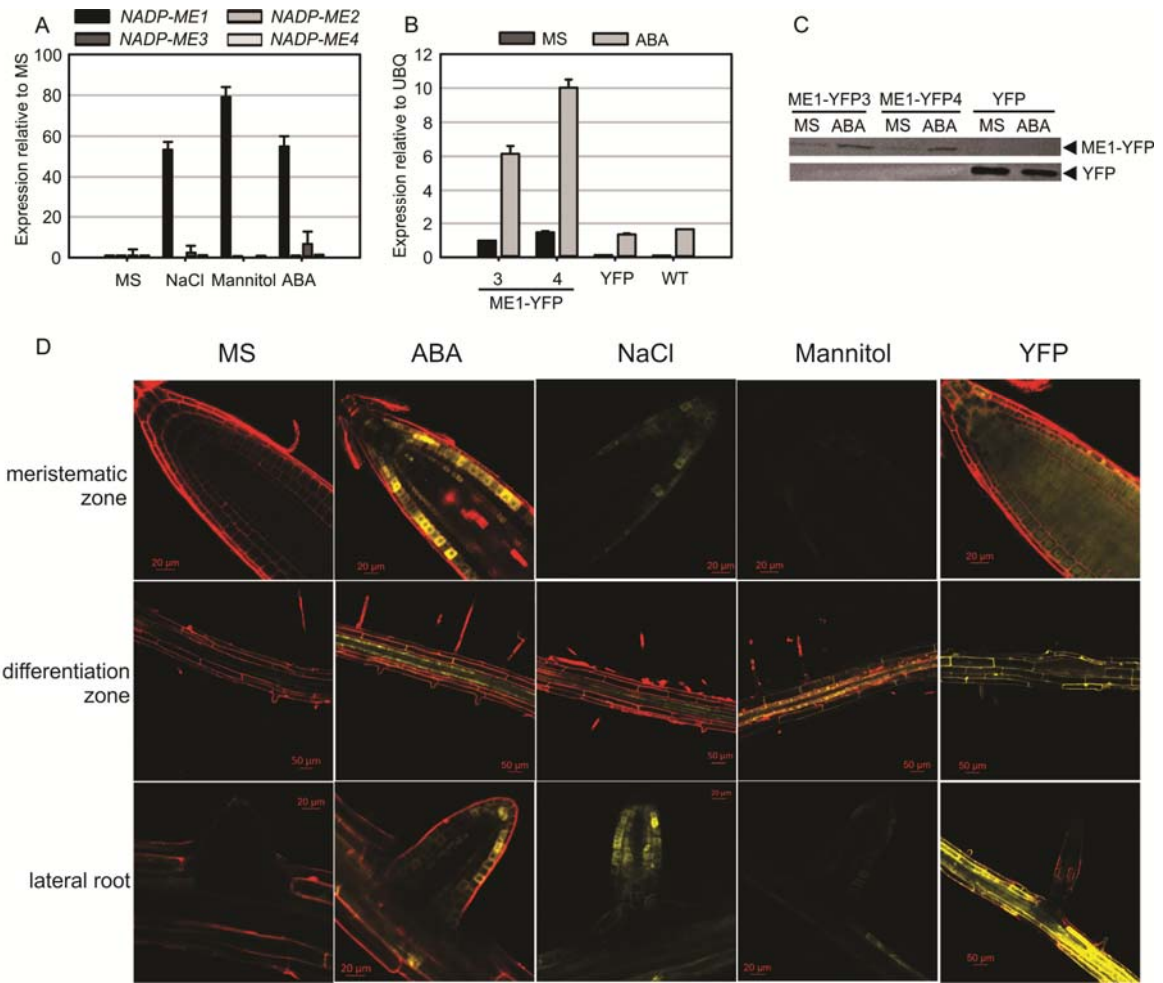 A
NADP-ME1 NADP-ME2
NADP-ME3 NADP-ME4
Expression relative to MS
100
80
60
40
20
0
MS NaCl Mannitol ABA
B
MS ABA
Expression relative to UBQ
12
10
8
6
4
2
0
3 4 YFP WT
ME1-YFP
C
ME1-YFP3 ME1-YFP4 YFP
MS ABA MS ABA MS ABA
ME1-YFP
YFP
D
MS ABA NaCl Mannitol YFP
meristematic
zone
20 µm 20 µm 20 µm 20 µm 20 µm
differentiation
zone
50 µm 50 µm 50 µm 50 µm 50 µm
lateral root
20 µm 20 µm 20 µm 20 µm 50 µm